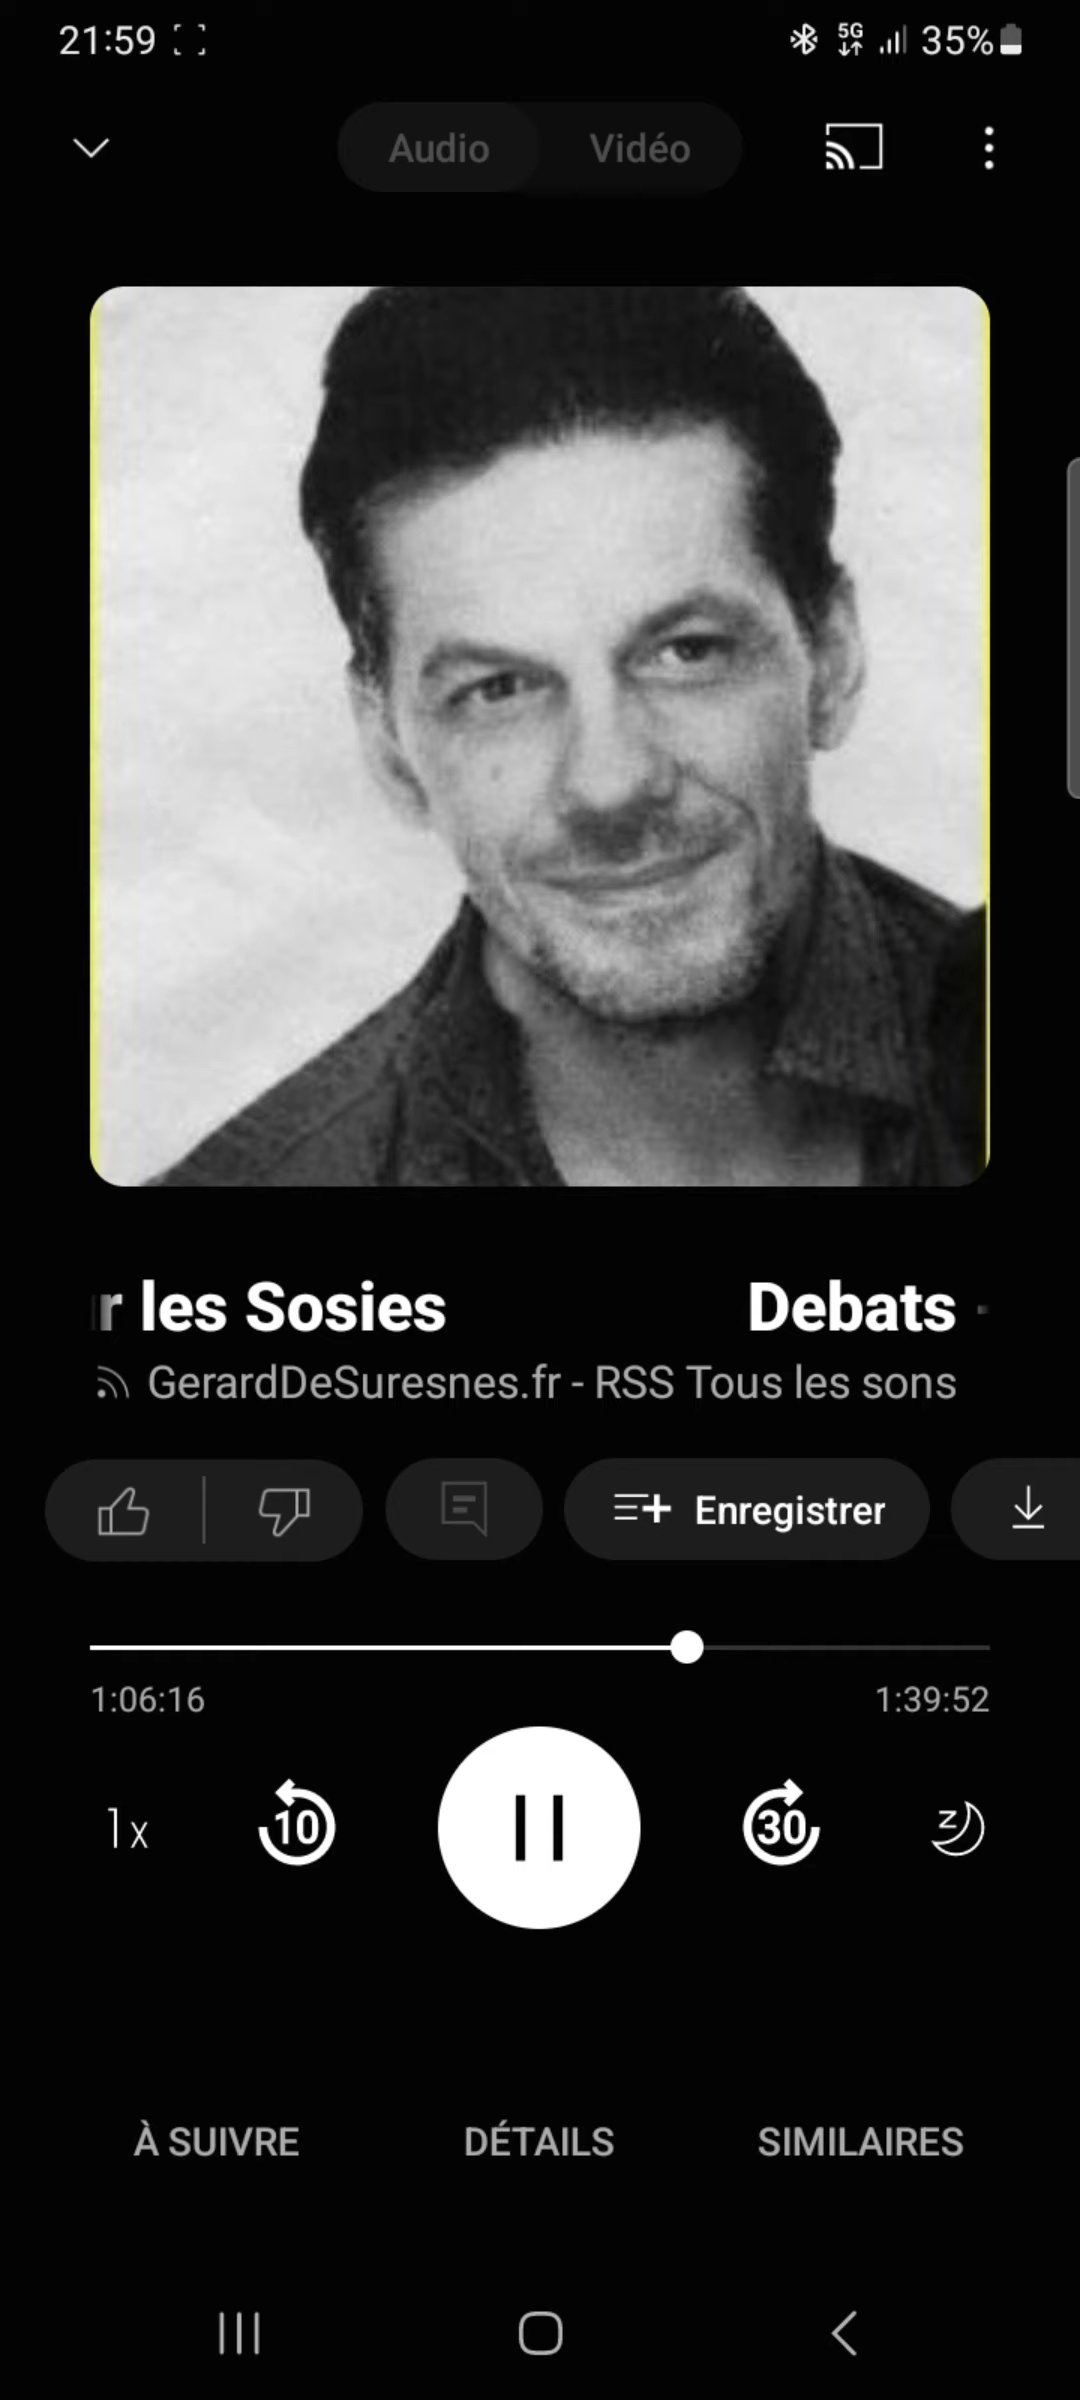 21:59 5G 35%
Audio Vidéo
r les Sosies Debats -
GerardDeSuresnes.fr - RSS Tous les sons
Enregistrer
1:06:16 1:39:52
1x 10 30 z
À SUIVRE DÉTAILS SIMILAIRES